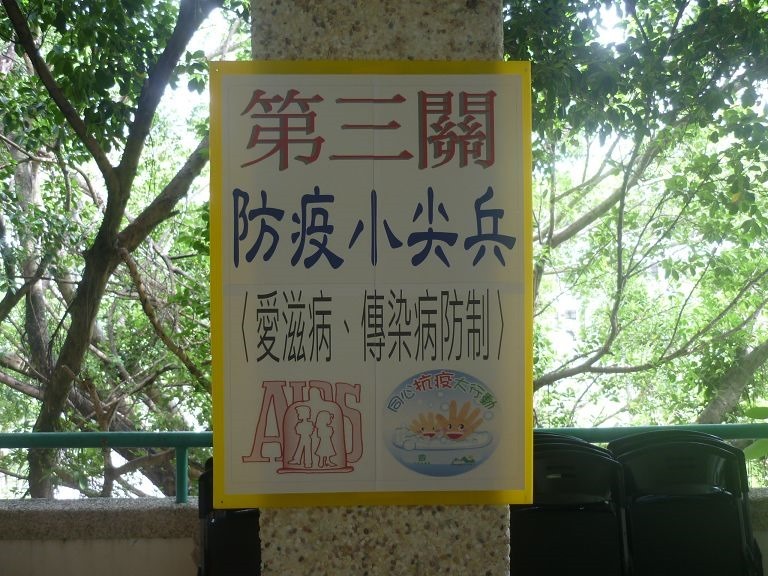 第三關
防疫小尖兵
（愛滋病、傳染病防制）
AIDS
同心抗疫大行動